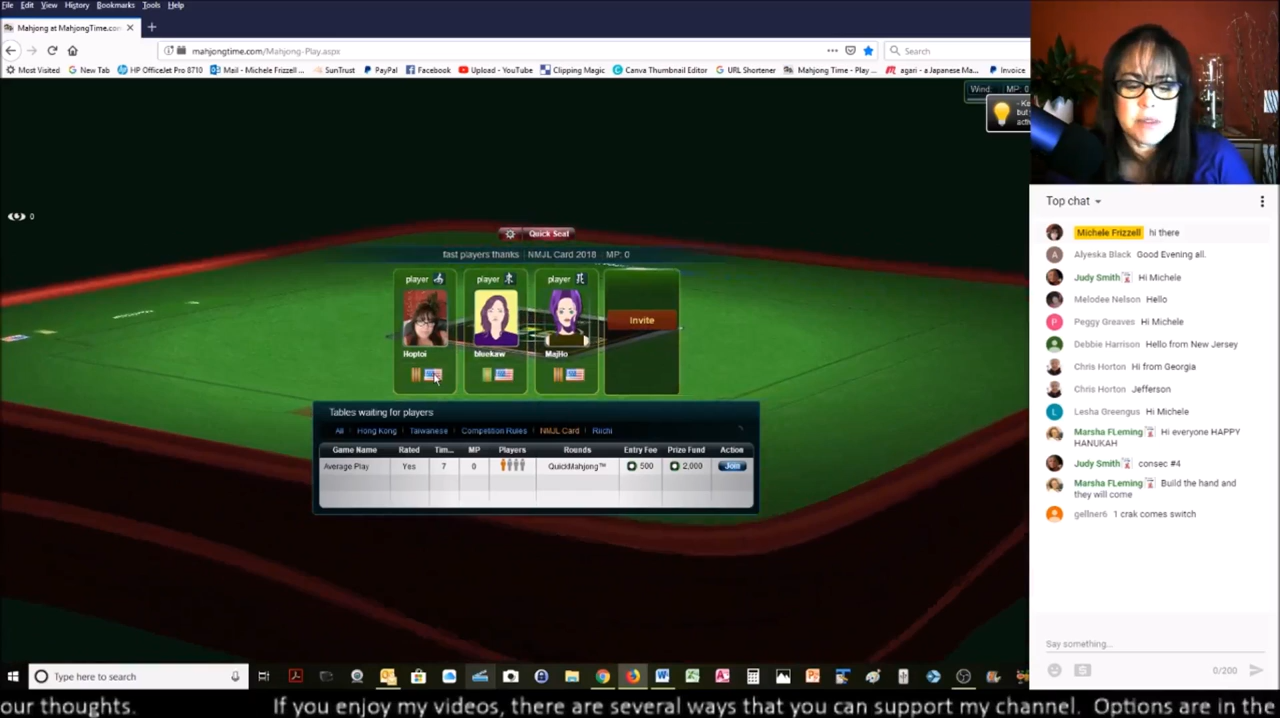 File Edit View History Bookmarks Tools Help
Mahjong at MahjongTime.com
mahjongtime.com/Mahjong-Play.aspx
Search
Most Visited New Tab HP OfficeJet Pro 8710 Mail - Michele Frizzell ... SunTrust PayPal Facebook Upload - YouTube Clipping Magic Canva Thumbnail Editor URL Shortener Mahjong Time - Play ... agari - a Japanese Ma... Invoice
Wind: MP: 0
0
Quick Seat
fast players thanks NMJL Card 2018 MP: 0
player player player
Invite
Hoptoi bluekaw MajHo
Tables waiting for players
All Hong Kong Taiwanese Competition Rules NMJL Card Riichi
Game Name Rated Tim... MP Players Rounds Entry Fee Prize Fund Action
Average Play Yes 7 0 QuickMahjong™ 500 2,000 Join
Top chat
Michele Frizzell hi there
Alyeska Black Good Evening all.
Judy Smith Hi Michele
Melodee Nelson Hello
Peggy Greaves Hi Michele
Debbie Harrison Hello from New Jersey
Chris Horton Hi from Georgia
Chris Horton Jefferson
Lesha Greengus Hi Michele
Marsha FLeming Hi everyone HAPPY
HANUKAH
Judy Smith consec #4
Marsha FLeming Build the hand and
they will come
gellner6 1 crak comes switch
Say something...
0/200
Type here to search
our thoughts. If you enjoy my videos, there are several ways that you can support my channel. Options are in the